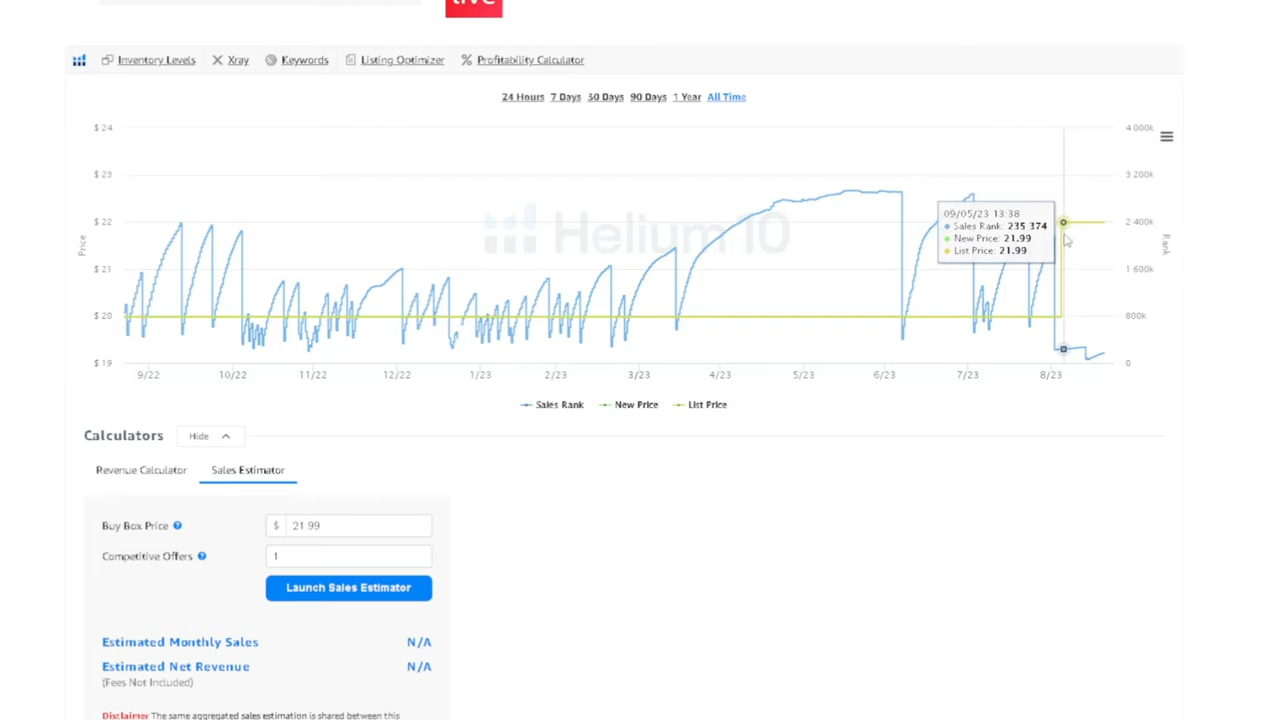 live
Inventory Levels Xray Keywords Listing Optimizer Profitability Calculator
24 Hours 7 Days 30 Days 90 Days 1 Year All Time
$ 24 4 000k
$ 23 3 200k
$ 22 2 400k
$ 21 1 600k
$ 20 800k
$ 19 0
Price
Rank
Helium 10
09/05/23 13:38
Sales Rank: 235 374
New Price: 21.99
List Price: 21.99
9/22 10/22 11/22 12/22 1/23 2/23 3/23 4/23 5/23 6/23 7/23 8/23
Sales Rank New Price List Price
Calculators Hide
Revenue Calculator Sales Estimator
Buy Box Price $ 21.99
Competitive Offers 1
Launch Sales Estimator
Estimated Monthly Sales N/A
Estimated Net Revenue N/A
(Fees Not Included)
Disclaimer The same aggregated sales estimation is shared between this